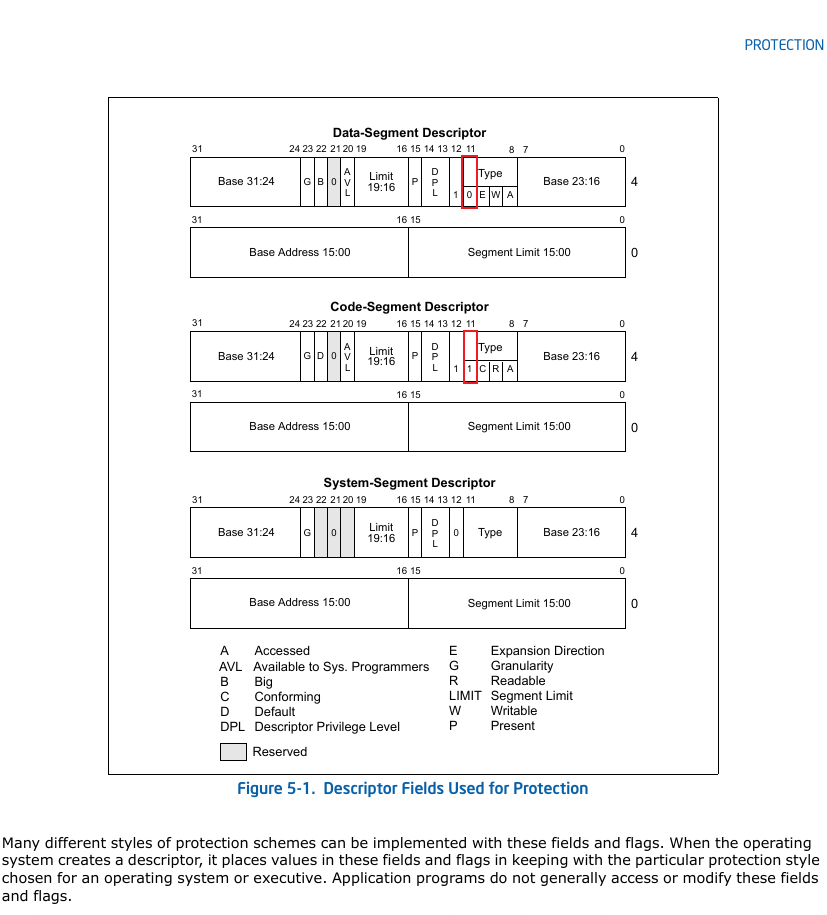 PROTECTION
Data-Segment Descriptor
31 24 23 22 21 20 19 16 15 14 13 12 11 8 7 0
Base 31:24 G B 0 A V L Limit 19:16 P D P L 1 Type 0 E W A Base 23:16 4
31 16 15 0
Base Address 15:00 Segment Limit 15:00 0
Code-Segment Descriptor
31 24 23 22 21 20 19 16 15 14 13 12 11 8 7 0
Base 31:24 G D 0 A V L Limit 19:16 P D P L 1 Type 1 C R A Base 23:16 4
31 16 15 0
Base Address 15:00 Segment Limit 15:00 0
System-Segment Descriptor
31 24 23 22 21 20 19 16 15 14 13 12 11 8 7 0
Base 31:24 G 0 Limit 19:16 P D P L 0 Type Base 23:16 4
31 16 15 0
Base Address 15:00 Segment Limit 15:00 0
A Accessed E Expansion Direction
AVL Available to Sys. Programmers G Granularity
B Big R Readable
C Conforming LIMIT Segment Limit
D Default W Writable
DPL Descriptor Privilege Level P Present
Reserved
Figure 5-1. Descriptor Fields Used for Protection
Many different styles of protection schemes can be implemented with these fields and flags. When the operating
system creates a descriptor, it places values in these fields and flags in keeping with the particular protection style
chosen for an operating system or executive. Application programs do not generally access or modify these fields
and flags.